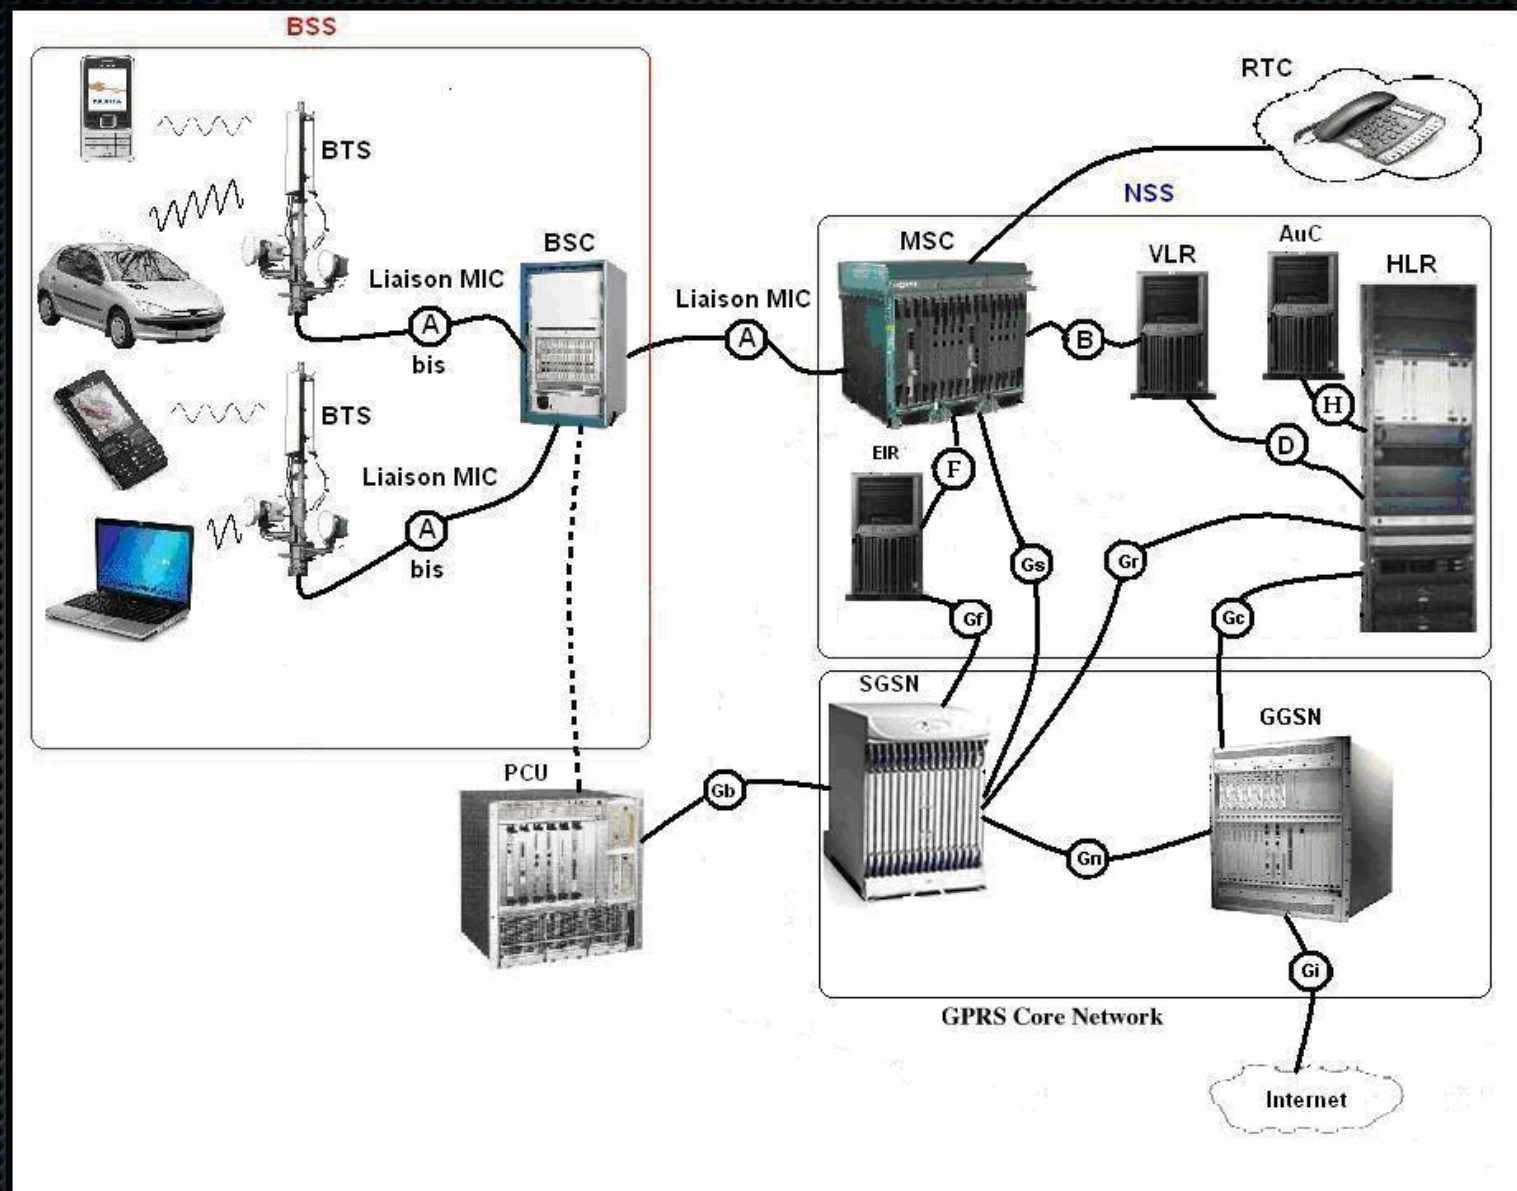 BSS
RTC
NOKIA
BTS
NSS
BSC
MSC
VLR
AuC
HLR
Liaison MIC
A
bis
Liaison MIC
A
B
H
D
BTS
Liaison MIC
A
bis
EIR
F
Gs
Gr
Gf
Gc
SGSN
GGSN
PCU
Gb
Gn
Gi
GPRS Core Network
Internet